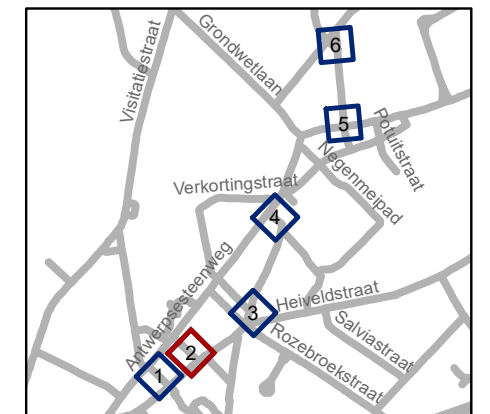 Visitatiestraat
Grondwetlaan
6
5
Potuitstraat
Negenmeipad
Verkortingstraat
4
Antwerpsesteenweg
Heiveldstraat
3
Salviastraat
Rozebroekstraat
2
1